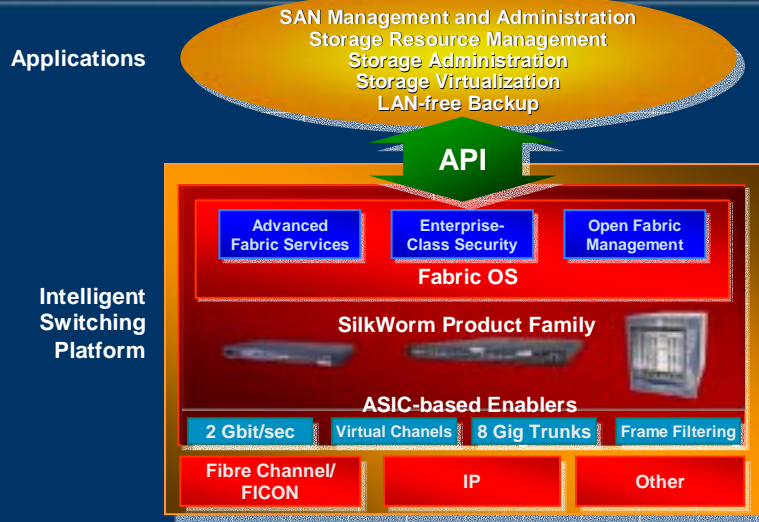 SAN Management and Administration
Storage Resource Management
Applications
Storage Administration
Storage Virtualization
LAN-free Backup
API
Advanced
Fabric Services
Enterprise-
Class Security
Open Fabric
Management
Fabric OS
Intelligent
Switching
Platform
SilkWorm Product Family
ASIC-based Enablers
2 Gbit/sec
Virtual Chanels
8 Gig Trunks
Frame Filtering
Fibre Channel/
FICON
IP
Other